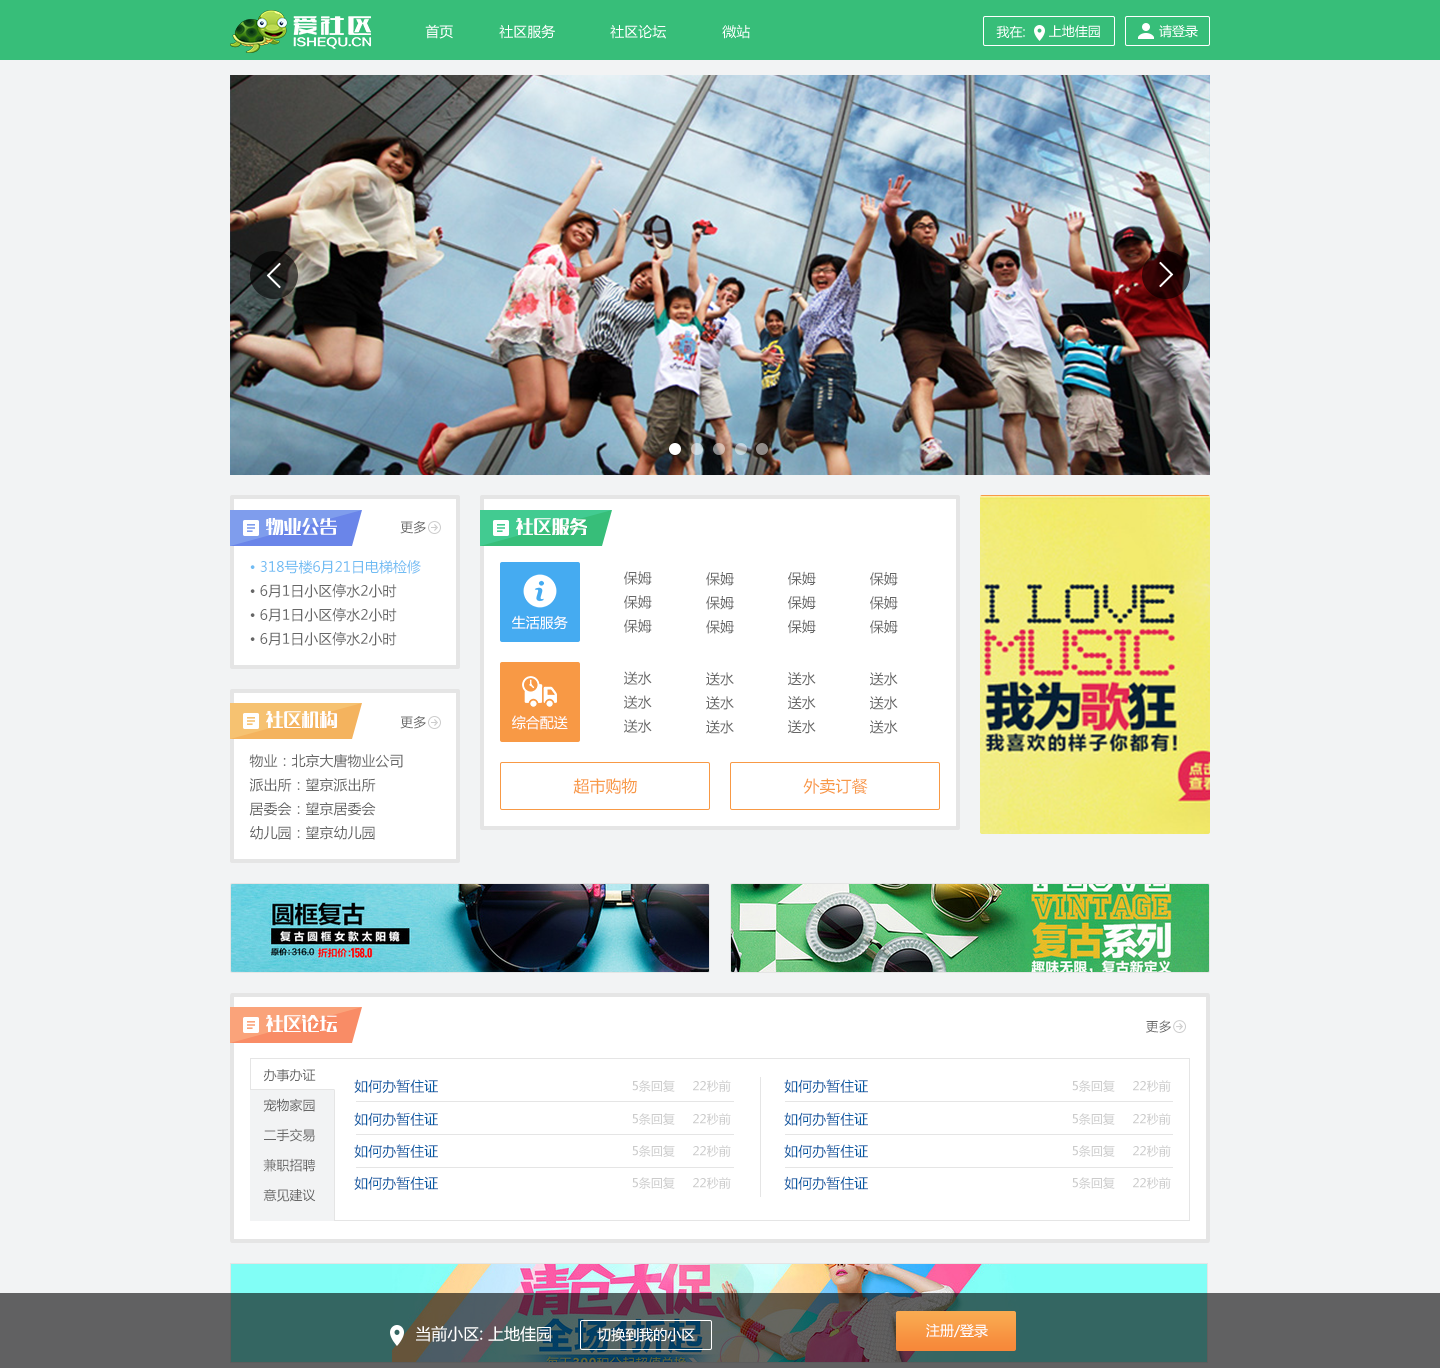 爱社区
ISHEQU.CN
首页
社区服务
社区论坛
微站
我在: 上地佳园
请登录
物业公告
更多
• 318号楼6月21日电梯检修
• 6月1日小区停水2小时
• 6月1日小区停水2小时
• 6月1日小区停水2小时
社区机构
更多
物业：北京大唐物业公司
派出所：望京派出所
居委会：望京居委会
幼儿园：望京幼儿园
社区服务
生活服务
保姆 保姆 保姆 保姆
保姆 保姆 保姆 保姆
保姆 保姆 保姆 保姆
综合配送
送水 送水 送水 送水
送水 送水 送水 送水
送水 送水 送水 送水
超市购物
外卖订餐
I LOVE
MUSIC
我为歌狂
我喜欢的样子你都有!
点击
查看
圆框复古
复古圆框女款太阳镜
原价:316.0 折扣价:158.0
I LOVE
VINTAGE
复古系列
趣味无限，复古新定义
社区论坛
更多
办事办证
宠物家园
二手交易
兼职招聘
意见建议
如何办暂住证 5条回复 22秒前
如何办暂住证 5条回复 22秒前
如何办暂住证 5条回复 22秒前
如何办暂住证 5条回复 22秒前
如何办暂住证 5条回复 22秒前
如何办暂住证 5条回复 22秒前
如何办暂住证 5条回复 22秒前
如何办暂住证 5条回复 22秒前
清仓大促
全场1折起
当前小区: 上地佳园
切换到我的小区
注册/登录